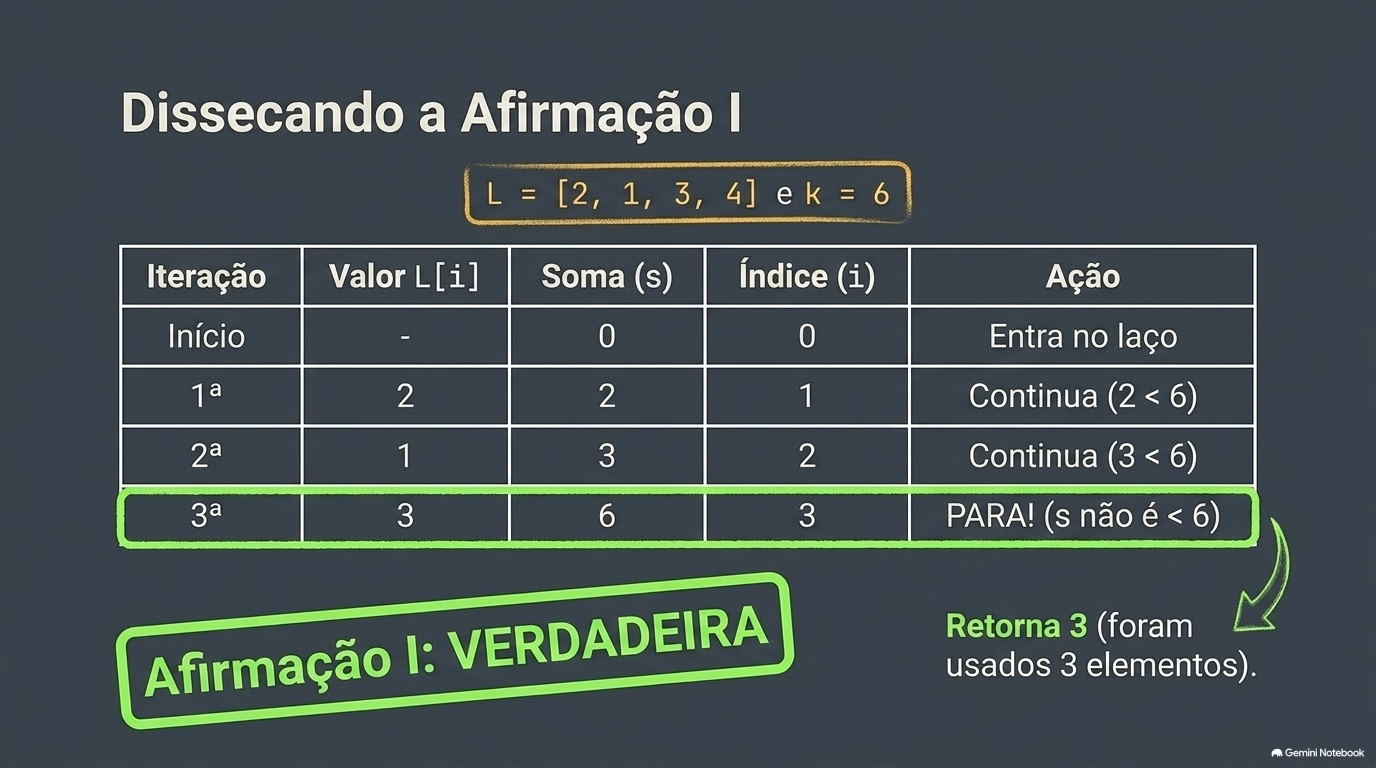 Dissecando a Afirmação I
L = [2, 1, 3, 4] e k = 6
Iteração Valor L[i] Soma (s) Índice (i) Ação
Início - 0 0 Entra no laço
1ª 2 2 1 Continua (2 < 6)
2ª 1 3 2 Continua (3 < 6)
3ª 3 6 3 PARA! (s não é < 6)
Afirmação I: VERDADEIRA
Retorna 3 (foram
usados 3 elementos).
Gemini Notebook